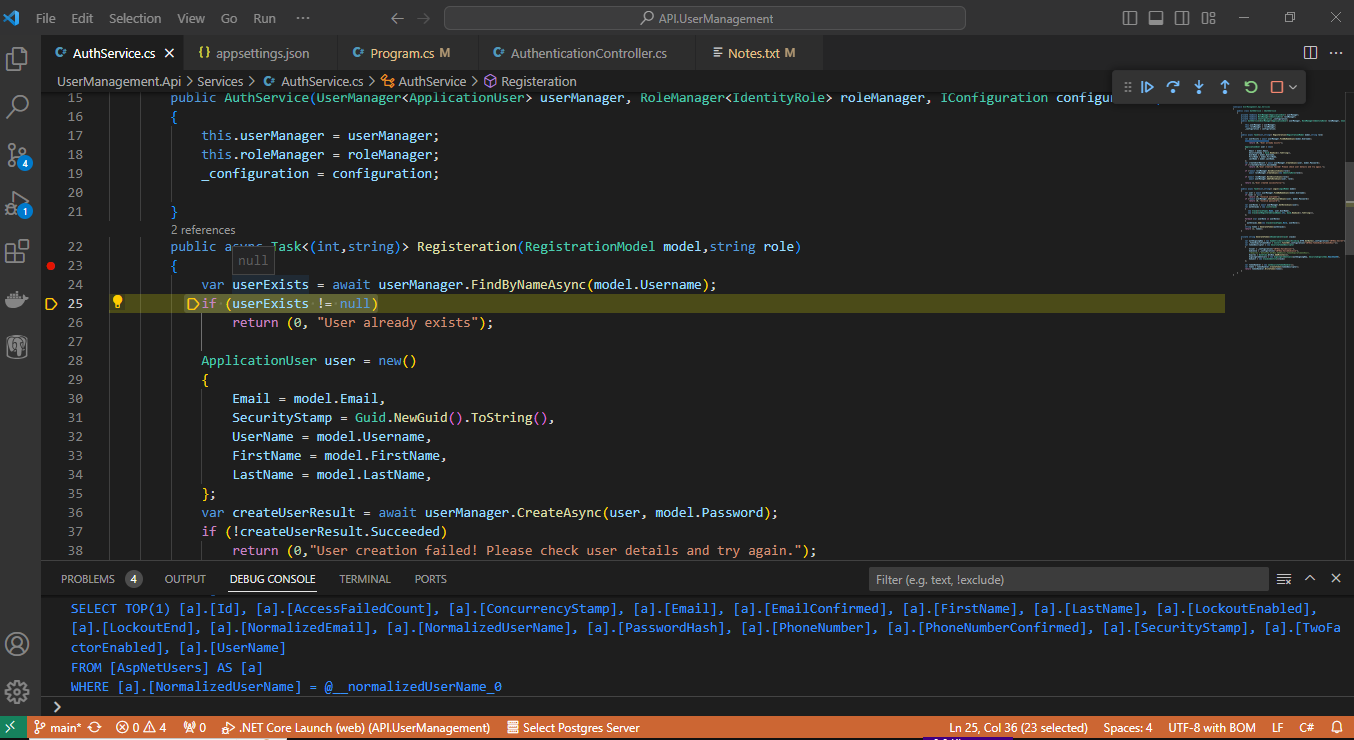 File Edit Selection View Go Run ··· API.UserManagement
AuthService.cs appsettings.json Program.cs M AuthenticationController.cs Notes.txt M
UserManagement.Api > Services > AuthService.cs > AuthService > Registeration
15 public AuthService(UserManager<ApplicationUser> userManager, RoleManager<IdentityRole> roleManager, IConfiguration configur
16 {
17 this.userManager = userManager;
18 this.roleManager = roleManager;
19 _configuration = configuration;
20
21 }
2 references
22 public async Task<(int,string)> Registeration(RegistrationModel model,string role)
null
23 {
24 var userExists = await userManager.FindByNameAsync(model.Username);
25 if (userExists != null)
26 return (0, "User already exists");
27
28 ApplicationUser user = new()
29 {
30 Email = model.Email,
31 SecurityStamp = Guid.NewGuid().ToString(),
32 UserName = model.Username,
33 FirstName = model.FirstName,
34 LastName = model.LastName,
35 };
36 var createUserResult = await userManager.CreateAsync(user, model.Password);
37 if (!createUserResult.Succeeded)
38 return (0,"User creation failed! Please check user details and try again.");
4
1
PROBLEMS 4 OUTPUT DEBUG CONSOLE TERMINAL PORTS Filter (e.g. text, !exclude)
SELECT TOP(1) [a].[Id], [a].[AccessFailedCount], [a].[ConcurrencyStamp], [a].[Email], [a].[EmailConfirmed], [a].[FirstName], [a].[LastName], [a].[LockoutEnabled],
[a].[LockoutEnd], [a].[NormalizedEmail], [a].[NormalizedUserName], [a].[PasswordHash], [a].[PhoneNumber], [a].[PhoneNumberConfirmed], [a].[SecurityStamp], [a].[TwoFa
ctorEnabled], [a].[UserName]
FROM [AspNetUsers] AS [a]
WHERE [a].[NormalizedUserName] = @__normalizedUserName_0
>
main* 0 4 0 .NET Core Launch (web) (API.UserManagement) Select Postgres Server Ln 25, Col 36 (23 selected) Spaces: 4 UTF-8 with BOM LF C#